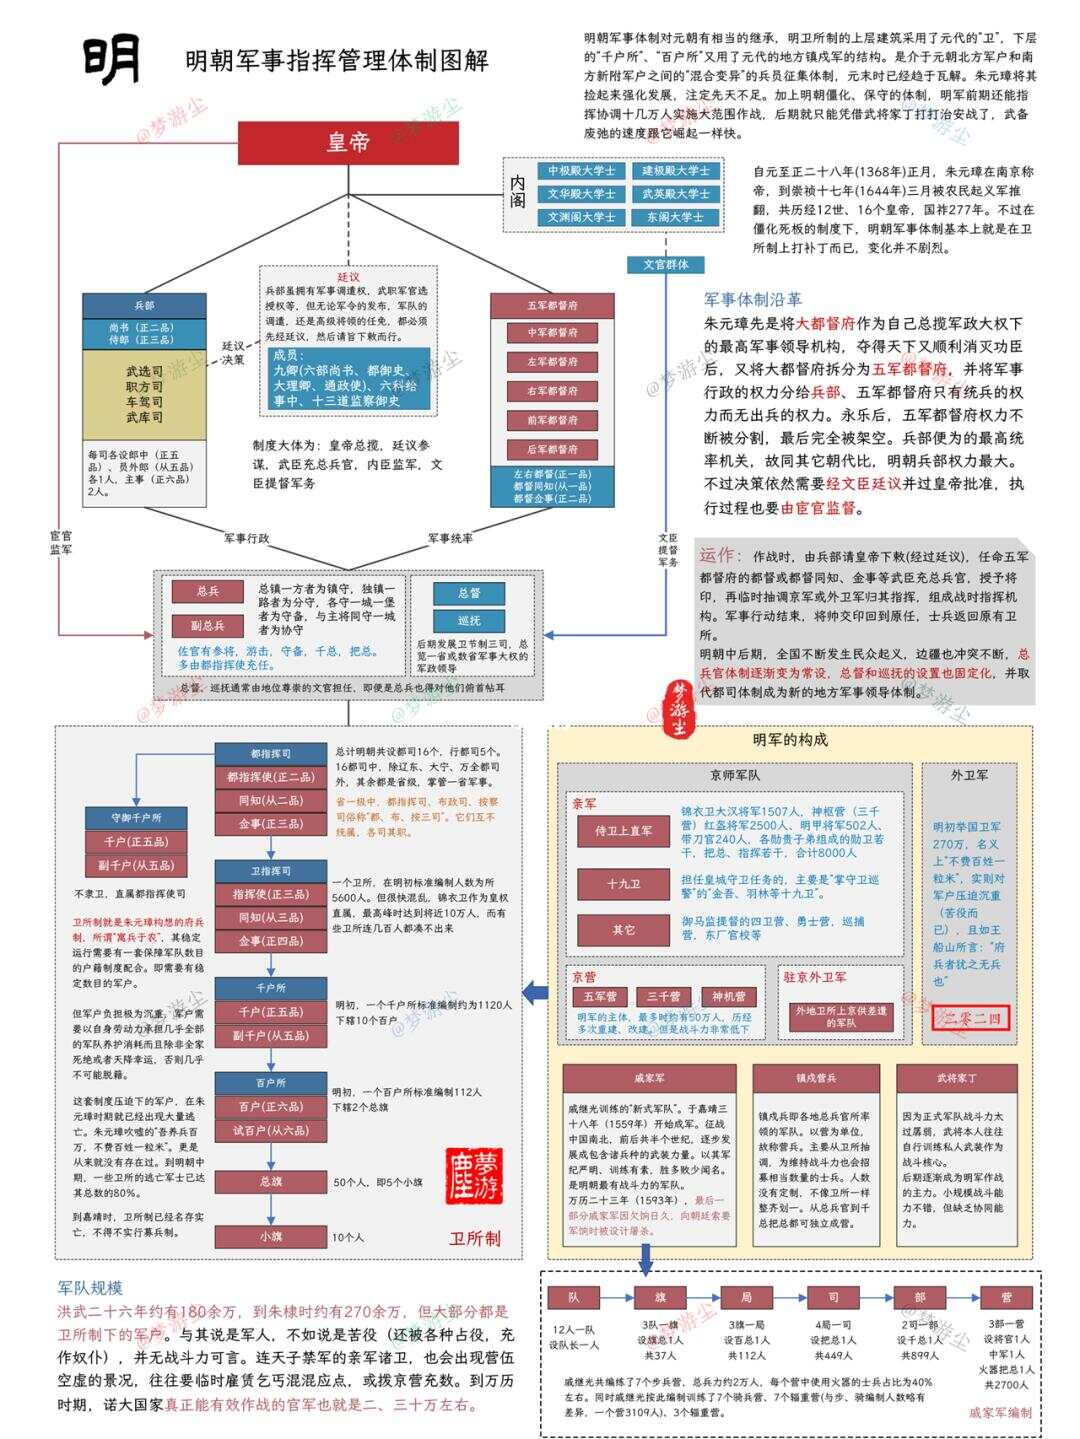 明
明朝军事指挥管理体制图解
明朝军事体制对元朝有相当的继承，明卫所制的上层建筑采用了元代的“卫”，下层
的“千户所”、“百户所”又用了元代的地方镇戍军的结构。是介于元朝北方军户和南
方新附军户之间的“混合变异”的兵员征集体制，元末时已经趋于瓦解。朱元璋将其
捡起来强化发展，注定先天不足。加上明朝僵化、保守的体制，明军前期还能指
挥协调十几万人实施大范围作战，后期就只能凭借武将家丁打打治安战了，武备
废弛的速度跟它崛起一样快。
皇帝
内阁
中极殿大学士
建极殿大学士
文华殿大学士
武英殿大学士
文渊阁大学士
东阁大学士
文官群体
自元至正二十八年(1368年)正月，朱元璋在南京称
帝，到崇祯十七年(1644年)三月被农民起义军推
翻，共历经12世、16个皇帝，国祚277年。不过在
僵化死板的制度下，明朝军事体制基本上就是在卫
所制上打补丁而已，变化并不剧烈。
兵部
尚书（正二品）
侍郎（正三品）
武选司
职方司
车驾司
武库司
每司各设郎中（正五
品）、员外郎（从五品）
各1人，主事（正六品）
2人。
廷议
决策
廷议
兵部虽拥有军事调遣权，武职军官选
授权等，但无论军令的发布，军队的
调遣，还是高级将领的任免，都必须
先经廷议，然后请旨下敕而行。
成员：
九卿(六部尚书、都御史、
大理卿、通政使)、六科给
事中、十三道监察御史
制度大体为：皇帝总揽，廷议参
谋，武臣充总兵官，内臣监军，文
臣提督军务
五军都督府
中军都督府
左军都督府
右军都督府
前军都督府
后军都督府
左右都督(正一品)
都督同知(从一品)
都督佥事(正二品)
军事体制沿革
朱元璋先是将大都督府作为自己总揽军政大权下
的最高军事领导机构，夺得天下又顺利消灭功臣
后，又将大都督府拆分为五军都督府，并将军事
行政的权力分给兵部、五军都督府只有统兵的权
力而无出兵的权力。永乐后，五军都督府权力不
断被分割，最后完全被架空。兵部便为的最高统
率机关，故同其它朝代比，明朝兵部权力最大。
不过决策依然需要经文臣廷议并过皇帝批准，执
行过程也要由宦官监督。
宦官
监军
军事行政
军事统率
文臣
提督
军务
总兵
副总兵
总镇一方者为镇守，独镇一
路者为分守，各守一城一堡
者为守备，与主将同守一城
者为协守
佐官有参将，游击，守备，千总，把总。
多由都指挥使充任。
总督
巡抚
后期发展卫节制三司，总
览一省或数省军事大权的
军政领导
总督、巡抚通常由地位尊崇的文官担任，即便是总兵也得对他们俯首帖耳
运作：作战时，由兵部请皇帝下敕(经过廷议)，任命五军
都督府的都督或都督同知、佥事等武臣充总兵官，授予将
印，再临时抽调京军或外卫军归其指挥，组成战时指挥机
构。军事行动结束，将帅交印回到原任，士兵返回原有卫
所。
明朝中后期，全国不断发生民众起义，边疆也冲突不断，总
兵官体制逐渐变为常设，总督和巡抚的设置也固定化，并取
代都司体制成为新的地方军事领导体制。
梦游尘
都指挥司
都指挥使(正二品)
同知(从二品)
佥事(正三品)
总计明朝共设都司16个，行都司5个。
16都司中，除辽东、大宁、万全都司
外，其余都是省级，掌管一省军事。
省一级中，都指挥司、布政司、按察
司俗称“都、布、按三司”。它们互不
统属，各司其职。
守御千户所
千户(正五品)
副千户(从五品)
不隶卫，直属都指挥使司
卫指挥司
指挥使(正三品)
同知(从三品)
佥事(正四品)
一个卫所，在明初标准编制人数为所
5600人。但很快混乱，锦衣卫作为皇权
直属，最高峰时达到将近10万人，而有
些卫所连几百人都凑不出来
卫所制就是朱元璋构想的府兵
制，所谓“寓兵于农”，其稳定
运行需要有一套保障军队数目
的户籍制度配合。即需要有稳
定数目的军户。
但军户负担极为沉重，军户需
要以自身劳动力承担几乎全部
的军队养护消耗而且除非全家
死绝或者天降幸运，否则几乎
不可能脱籍。
这套制度压迫下的军户，在朱
元璋时期就已经出现大量逃
亡。朱元璋吹嘘的“吾养兵百
万，不费百姓一粒米”。更是
从来就没有存在过。到明朝中
期，一些卫所的逃亡军士已达
其总数的80%。
到嘉靖时，卫所制已经名存实
亡，不得不实行募兵制。
千户所
千户(正五品)
副千户(从五品)
明初，一个千户所标准编制约为1120人
下辖10个百户
百户所
百户(正六品)
试百户(从六品)
明初，一个百户所标准编制112人
下辖2个总旗
总旗
50个人，即5个小旗
小旗
10个人
夢游塵
卫所制
明军的构成
京师军队
亲军
侍卫上直军
锦衣卫大汉将军1507人，神枢营（三千
营）红盔将军2500人、明甲将军502人、
带刀官240人，各勋贵子弟组成的勋卫若
干，把总、指挥若干，合计8000人
十九卫
担任皇城守卫任务的，主要是“掌守卫巡
警”的“金吾、羽林等十九卫”。
其它
御马监提督的四卫营、勇士营，巡捕
营，东厂官校等
京营
五军营
三千营
神机营
明军的主体，最多时约有50万人，历经
多次重建、改建。但是战斗力非常低下
驻京外卫军
外地卫所上京供差遣
的军队
外卫军
明初举国卫军
270万，名义
上“不费百姓一
粒米”，实则对
军户压迫沉重
（苦役而
已），且如王
船山所言：“府
兵者犹之无兵
也”
二零二四
戚家军
戚继光训练的“新式军队”。于嘉靖三
十八年（1559年）开始成军。征战
中国南北，前后共半个世纪，逐步发
展成包含诸兵种的武装力量。以其军
纪严明、训练有素，胜多败少闻名。
是明朝最有战斗力的军队。
万历二十三年（1593年），最后一
部分戚家军因欠饷日久，向朝廷索要
军饷时被设计屠杀。
镇戍营兵
镇戍兵即各地总兵官所率
领的军队。以营为单位，
故称营兵。主要从卫所抽
调，为维持战斗力也会招
募相当数量的士兵。人数
没有定制，不像卫所一样
整齐划一。从总兵官到千
总把总都可独立成营。
武将家丁
因为正式军队战斗力太
过孱弱，武将本人往往
自行训练私人武装作为
战斗核心。
后期逐渐成为明军作战
的主力。小规模战斗能
力不错，但缺乏协同能
力。
军队规模
洪武二十六年约有180余万，到朱棣时约有270余万，但大部分都是
卫所制下的军户。与其说是军人，不如说是苦役（还被各种占役，充
作奴仆），并无战斗力可言。连天子禁军的亲军诸卫，也会出现营伍
空虚的景况，往往要临时雇赁乞丐混混应点，或拨京营充数。到万历
时期，诺大国家真正能有效作战的官军也就是二、三十万左右。
队
旗
局
司
部
营
12人一队
设队长一人
3队一旗
设旗总1人
共37人
3旗一局
设百总1人
共112人
4局一司
设把总1人
共449人
2司一部
设千总1人
共899人
3部一营
设将官1人
中军1人
火器把总1人
共2700人
戚继光共编练了7个步兵营，总兵力约2万人，每个营中使用火器的士兵占比为40%
左右。同时戚继光按此编制训练了7个骑兵营、7个辎重营(与步、骑编制人数略有
差异，一个营3109人)、3个辎重营。
戚家军编制
@梦游尘